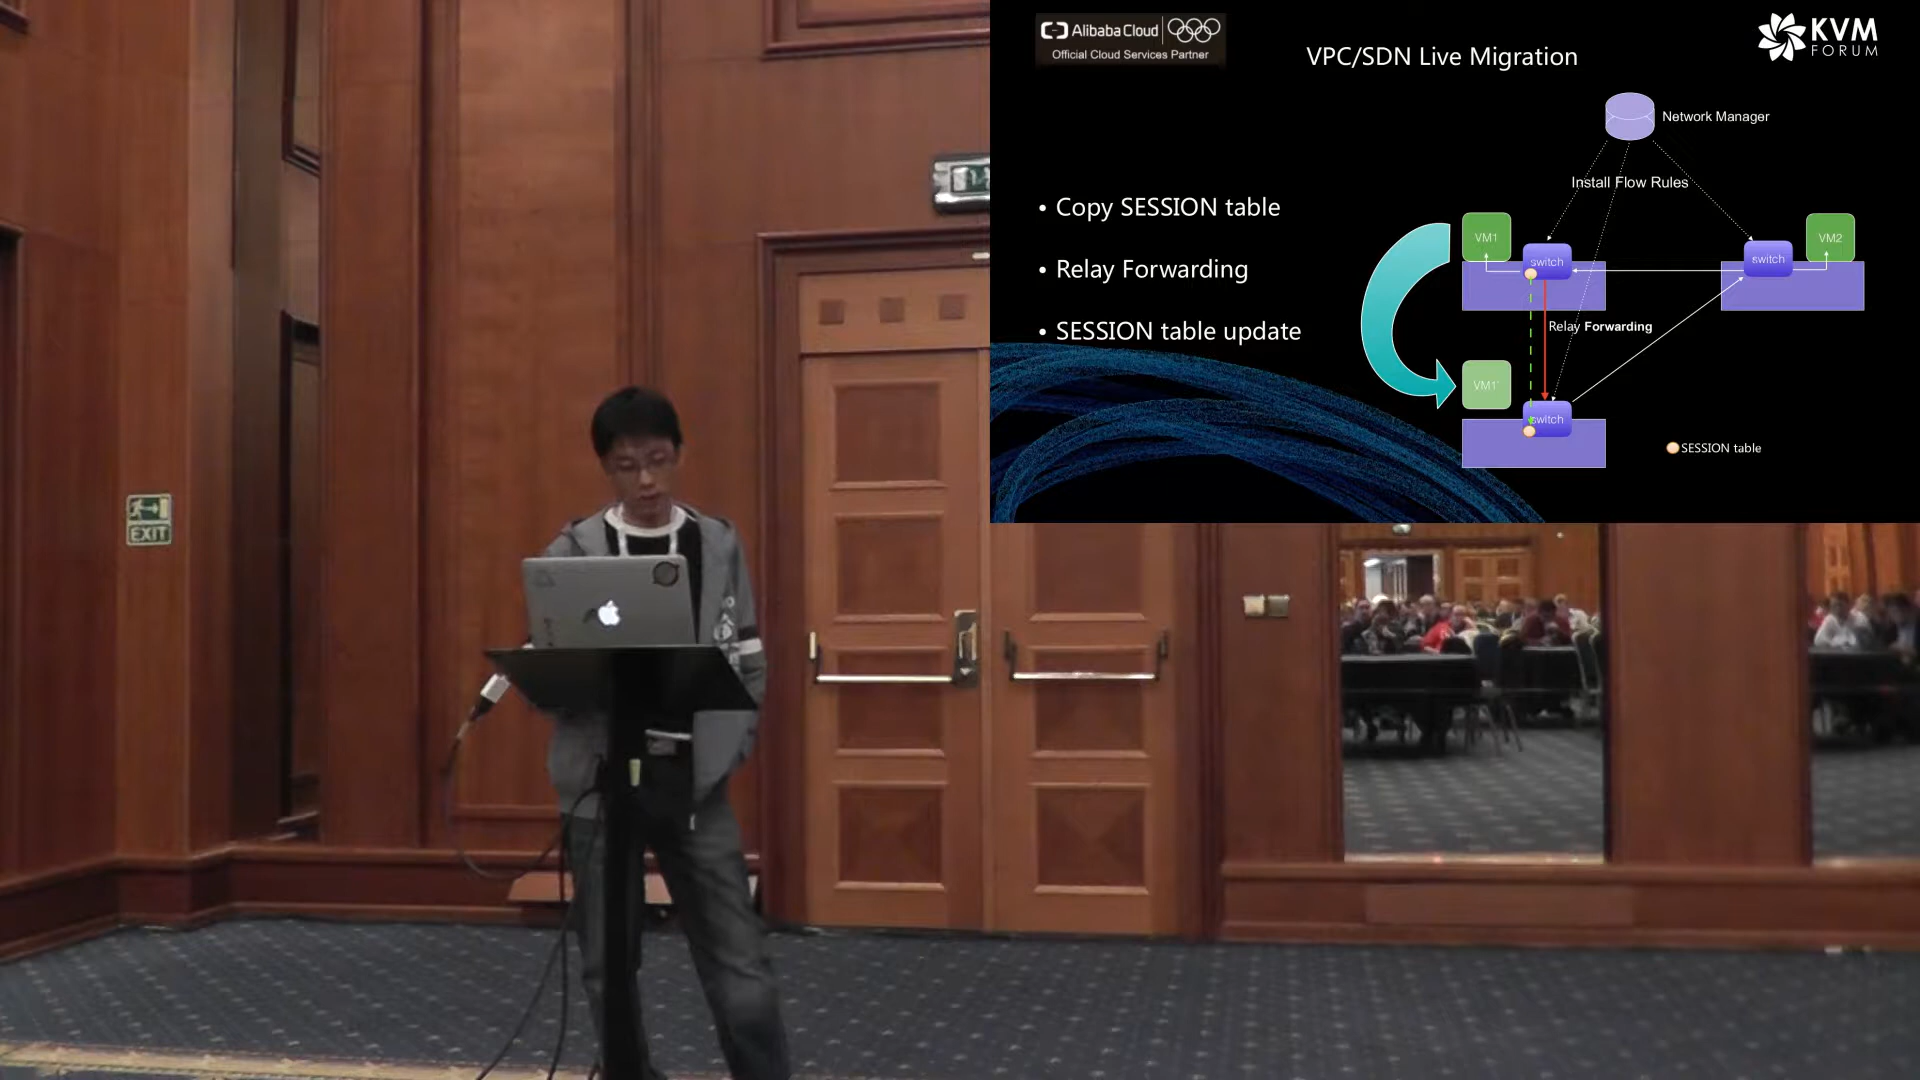 Alibaba Cloud
Official Cloud Services Partner
VPC/SDN Live Migration
KVM
FORUM
Network Manager
Install Flow Rules
• Copy SESSION table
• Relay Forwarding
• SESSION table update
VM1
switch
switch
VM2
Relay Forwarding
VM1'
switch
SESSION table
EXIT